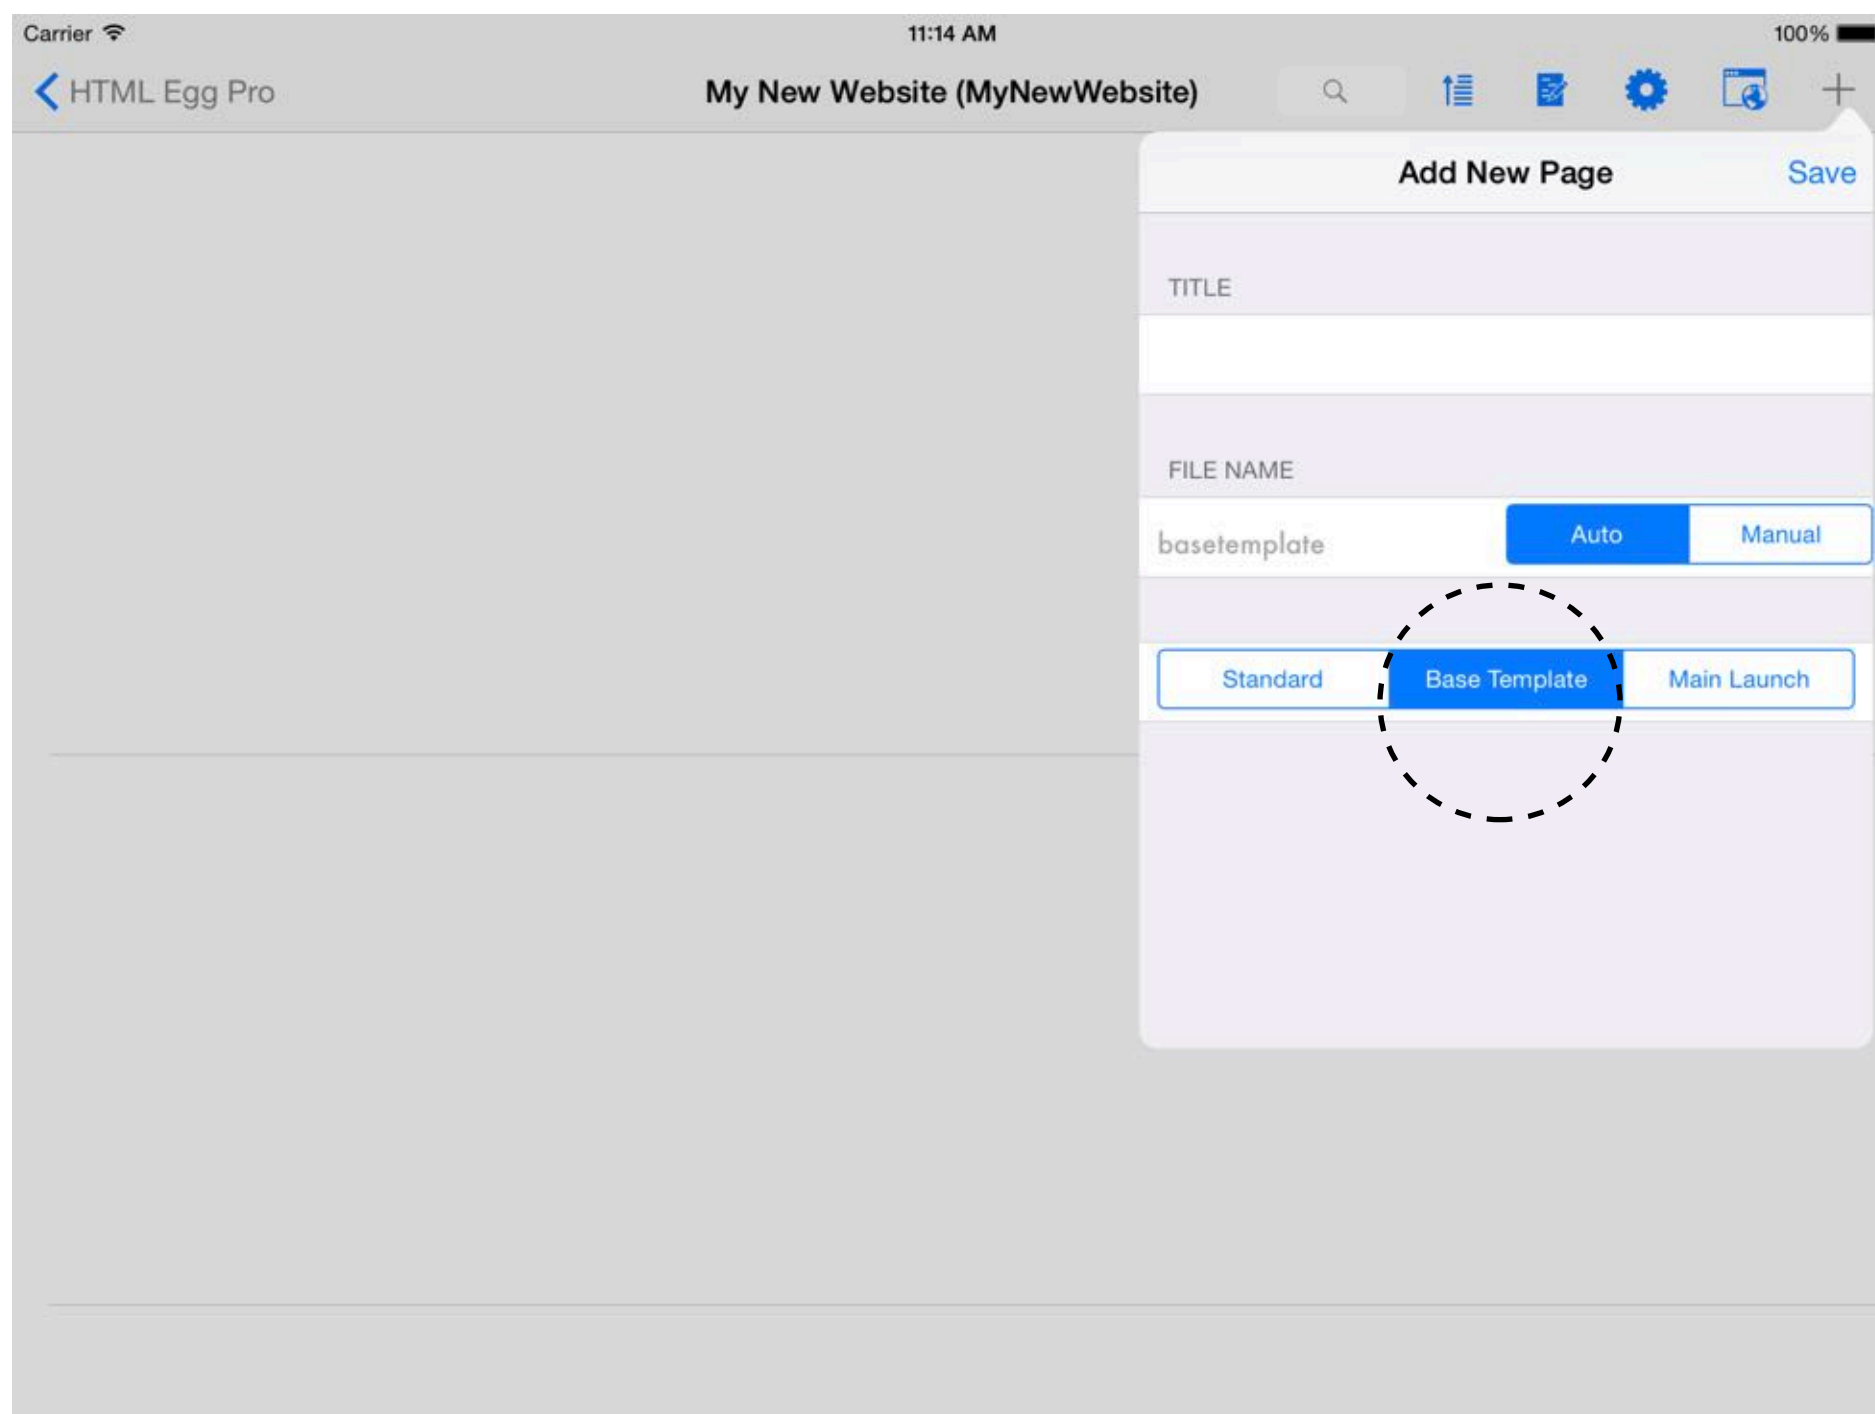 Carrier 11:14 AM 100%
HTML Egg Pro My New Website (MyNewWebsite)
Add New Page Save
TITLE
FILE NAME
basetemplate Auto Manual
Standard Base Template Main Launch